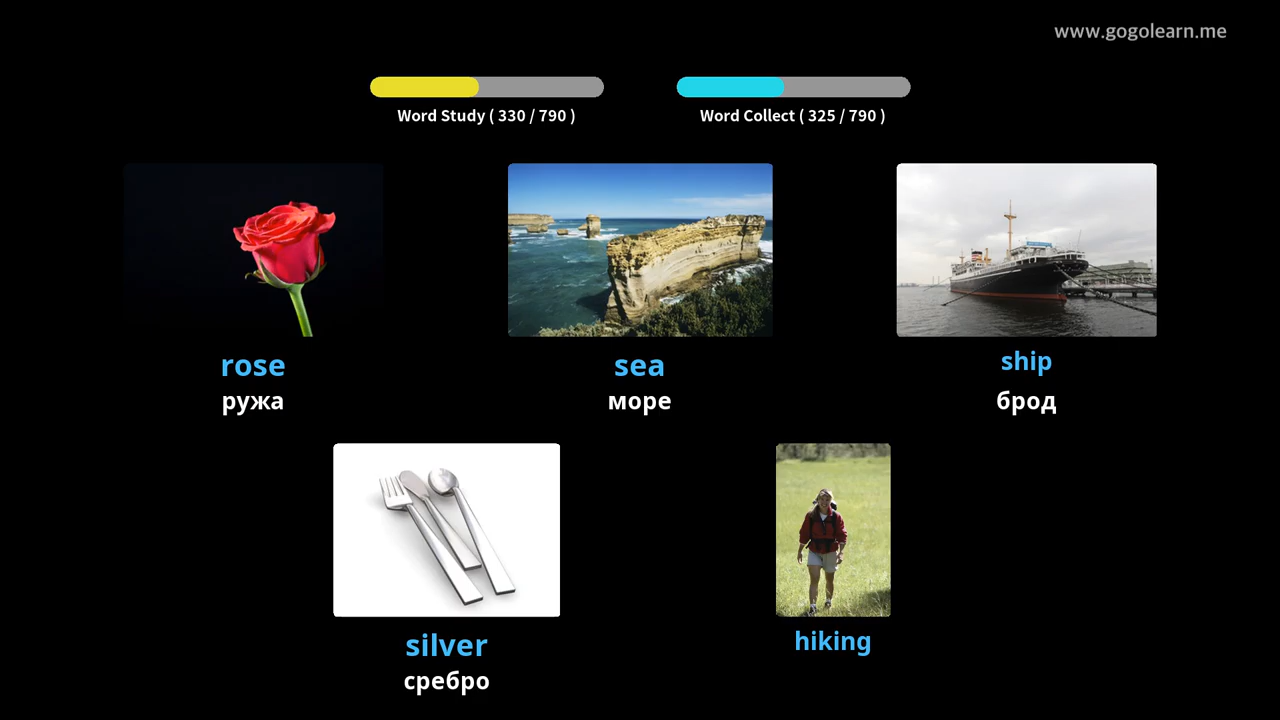 www.gogolearn.me
Word Study ( 330 / 790 )
Word Collect ( 325 / 790 )
rose
ружа
sea
море
ship
брод
silver
сребро
hiking